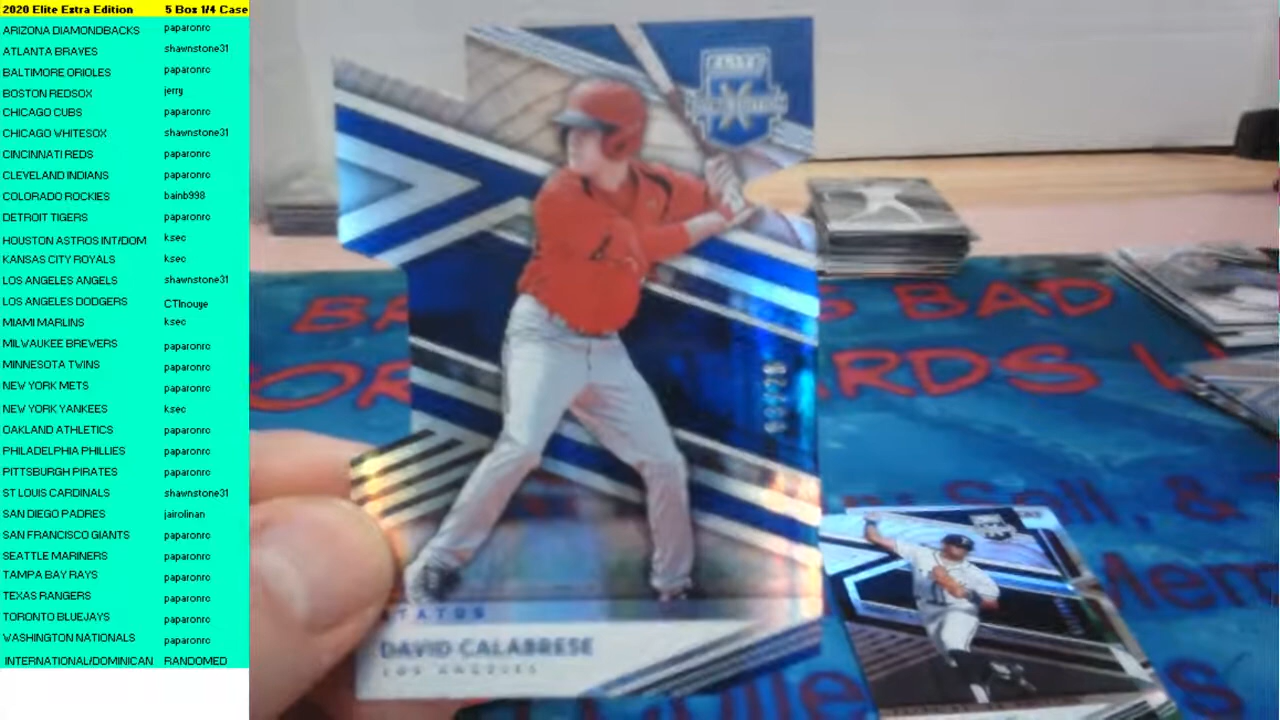 2020 Elite Extra Edition 5 Box 1/4 Case
ARIZONA DIAMONDBACKS paparonrc
ATLANTA BRAVES shawnstone31
BALTIMORE ORIOLES paparonrc
BOSTON REDSOX jerry
CHICAGO CUBS paparonrc
CHICAGO WHITESOX shawnstone31
CINCINNATI REDS paparonrc
CLEVELAND INDIANS paparonrc
COLORADO ROCKIES bainb998
DETROIT TIGERS paparonrc
HOUSTON ASTROS INT/DOM ksec
KANSAS CITY ROYALS ksec
LOS ANGELES ANGELS shawnstone31
LOS ANGELES DODGERS CTInouye
MIAMI MARLINS ksec
MILWAUKEE BREWERS paparonrc
MINNESOTA TWINS paparonrc
NEW YORK METS paparonrc
NEW YORK YANKEES ksec
OAKLAND ATHLETICS paparonrc
PHILADELPHIA PHILLIES paparonrc
PITTSBURGH PIRATES paparonrc
ST LOUIS CARDINALS shawnstone31
SAN DIEGO PADRES jairolinan
SAN FRANCISCO GIANTS paparonrc
SEATTLE MARINERS paparonrc
TAMPA BAY RAYS paparonrc
TEXAS RANGERS paparonrc
TORONTO BLUEJAYS paparonrc
WASHINGTON NATIONALS paparonrc
INTERNATIONAL/DOMINICAN RANDOMED
ELITE
STATUS
DAVID CALABRESE
LOS ANGELES
BAD
ARDS
Sell, &